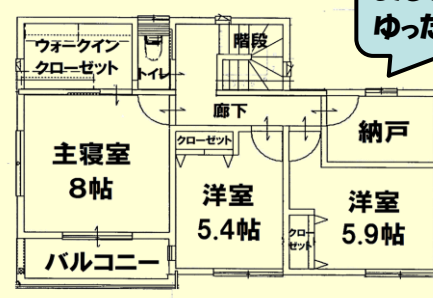 ゆった
ウォークイン
クローゼット
トイレ
階段
廊下
クローゼット
納戸
主寝室
8帖
洋室
5.4帖
クロー
ゼット
洋室
5.9帖
バルコニー